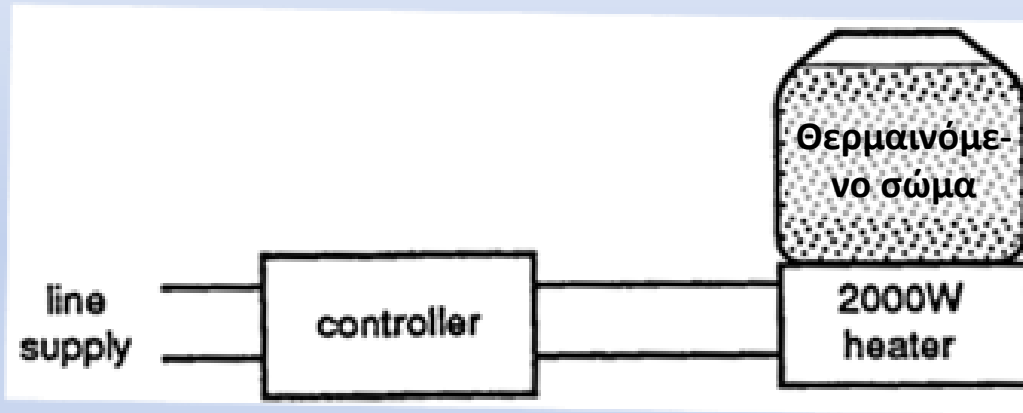 Θερμαινόμε-
νο σώμα
line
supply
controller
2000W
heater